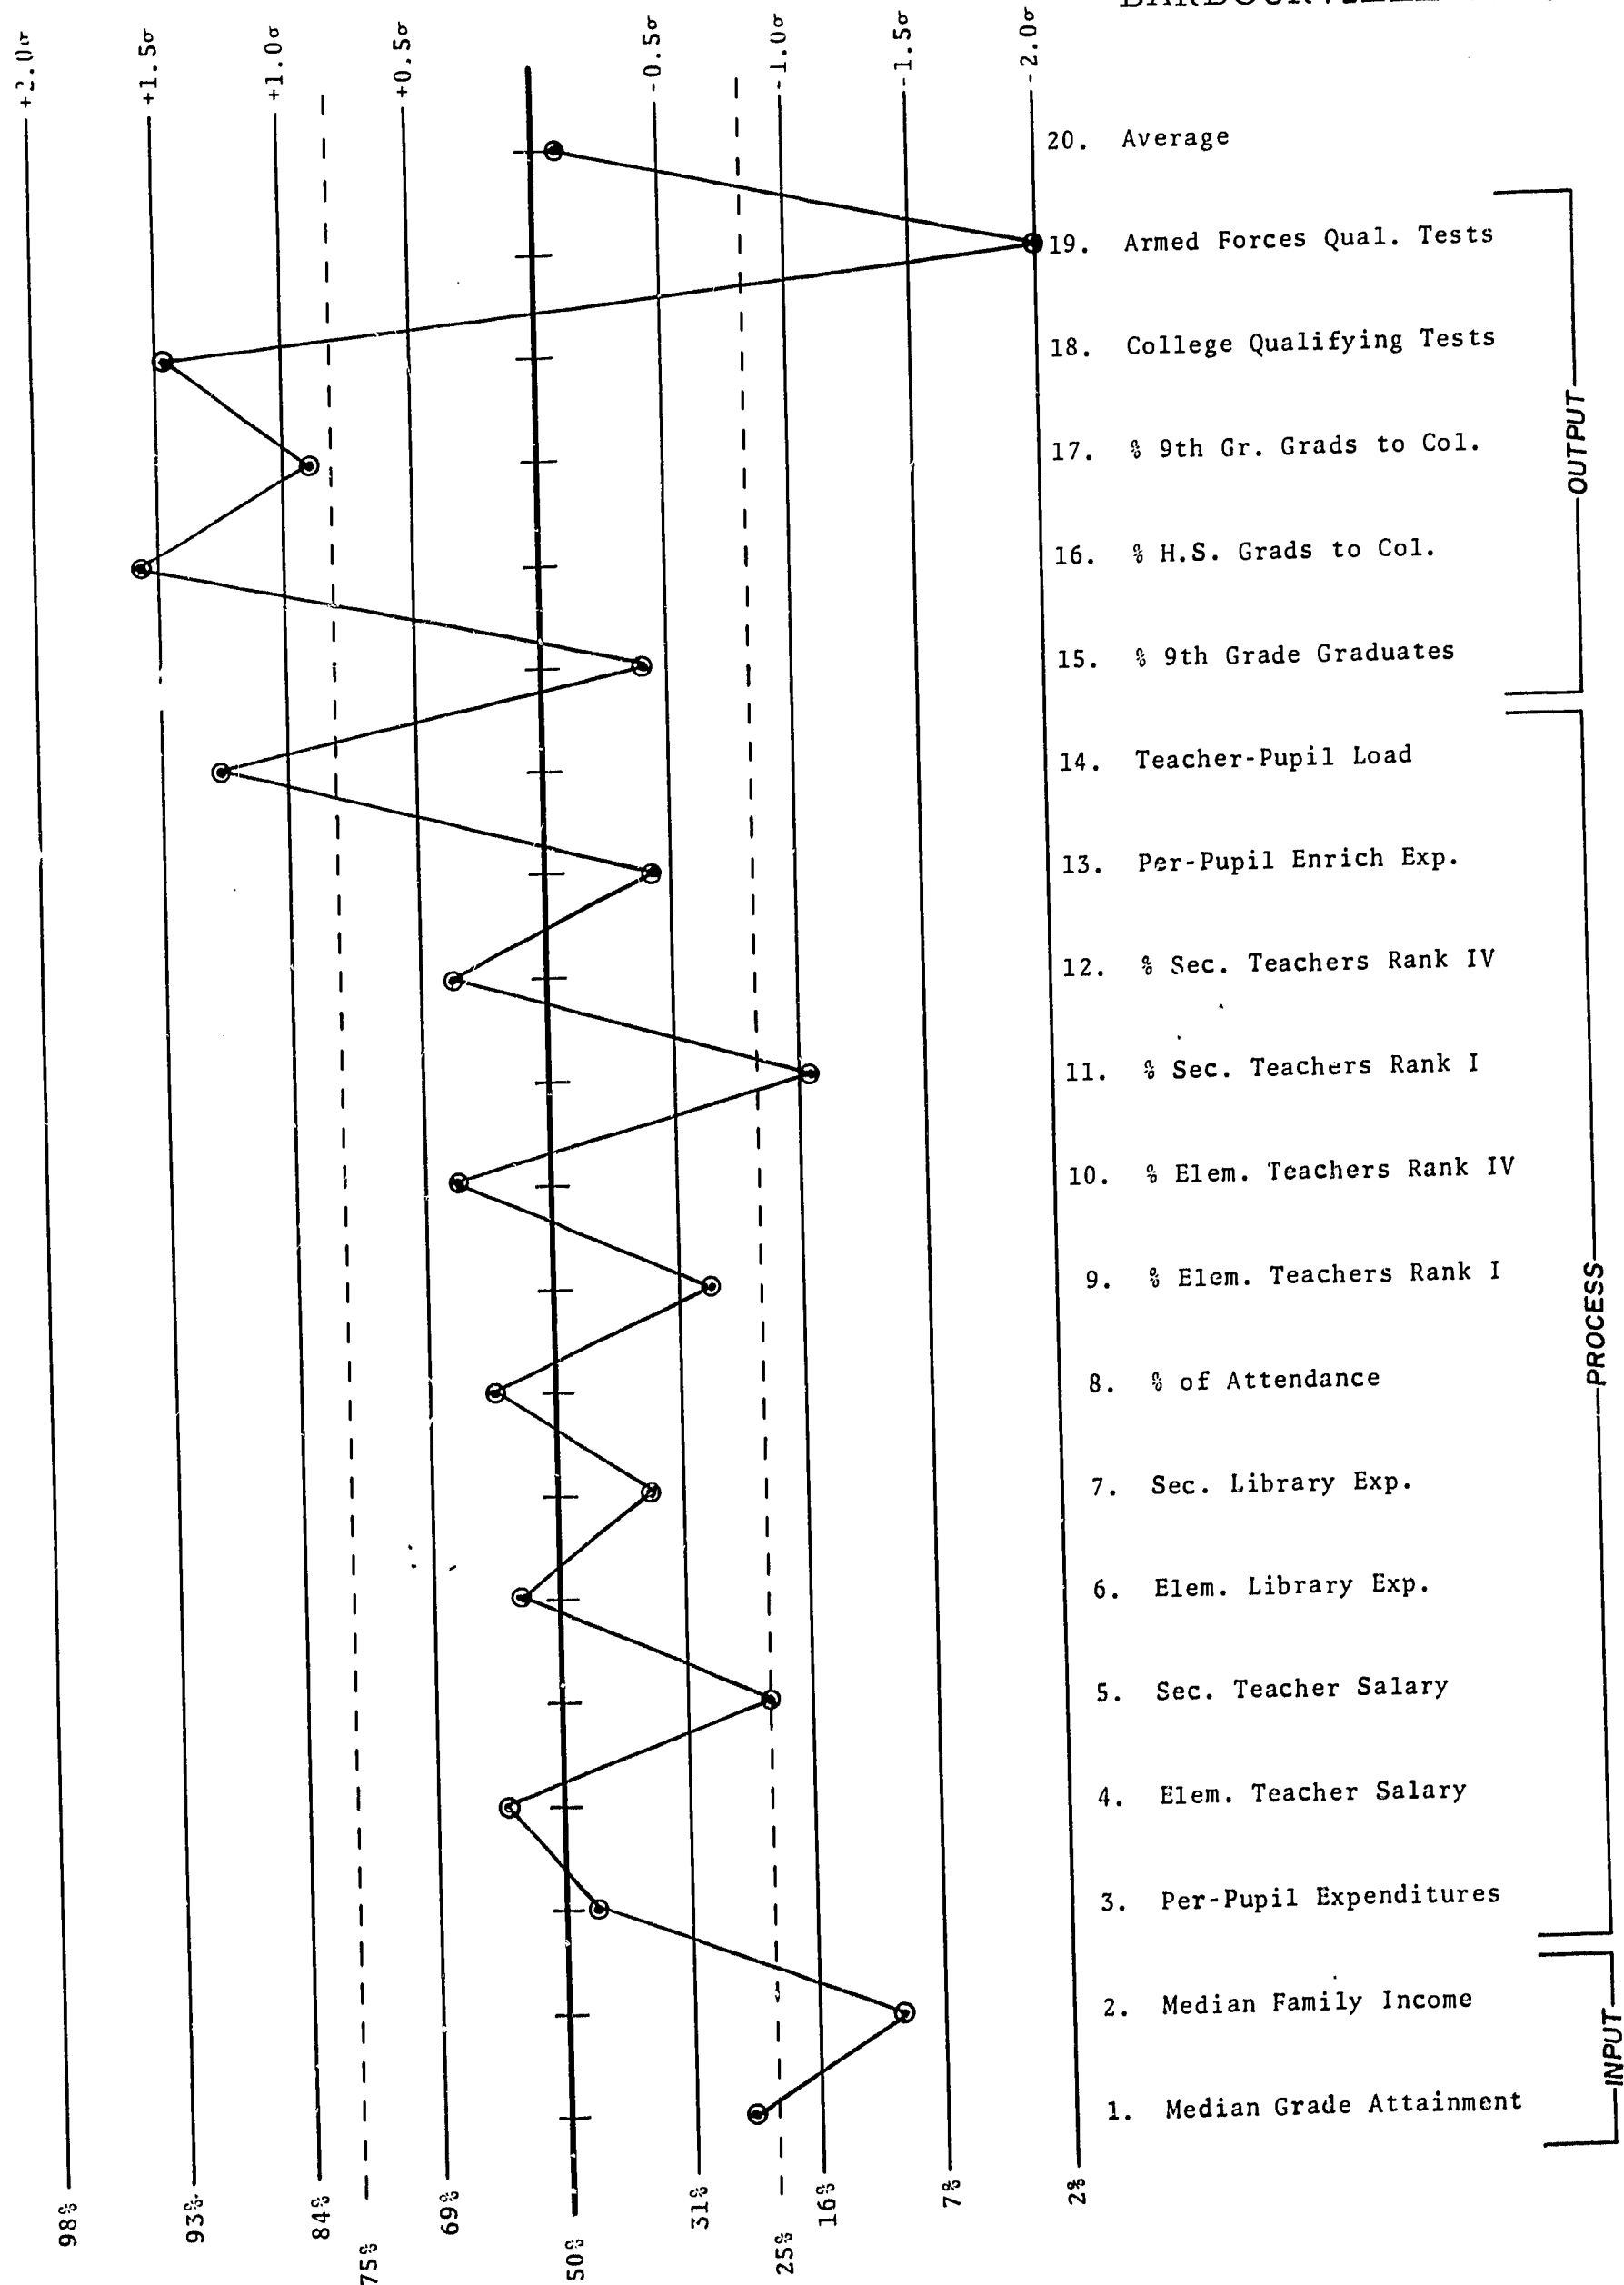 +2.0σ
+1.5σ
+1.0σ
+0.5σ
-0.5σ
-1.0σ
-1.5σ
-2.0σ
20. Average
19. Armed Forces Qual. Tests
18. College Qualifying Tests
17. % 9th Gr. Grads to Col.
16. % H.S. Grads to Col.
15. % 9th Grade Graduates
OUTPUT
14. Teacher-Pupil Load
13. Per-Pupil Enrich Exp.
12. % Sec. Teachers Rank IV
11. % Sec. Teachers Rank I
10. % Elem. Teachers Rank IV
9. % Elem. Teachers Rank I
8. % of Attendance
7. Sec. Library Exp.
6. Elem. Library Exp.
5. Sec. Teacher Salary
4. Elem. Teacher Salary
3. Per-Pupil Expenditures
PROCESS
2. Median Family Income
1. Median Grade Attainment
INPUT
98%
93%
84%
75%
69%
50%
31%
25%
16%
7%
2%